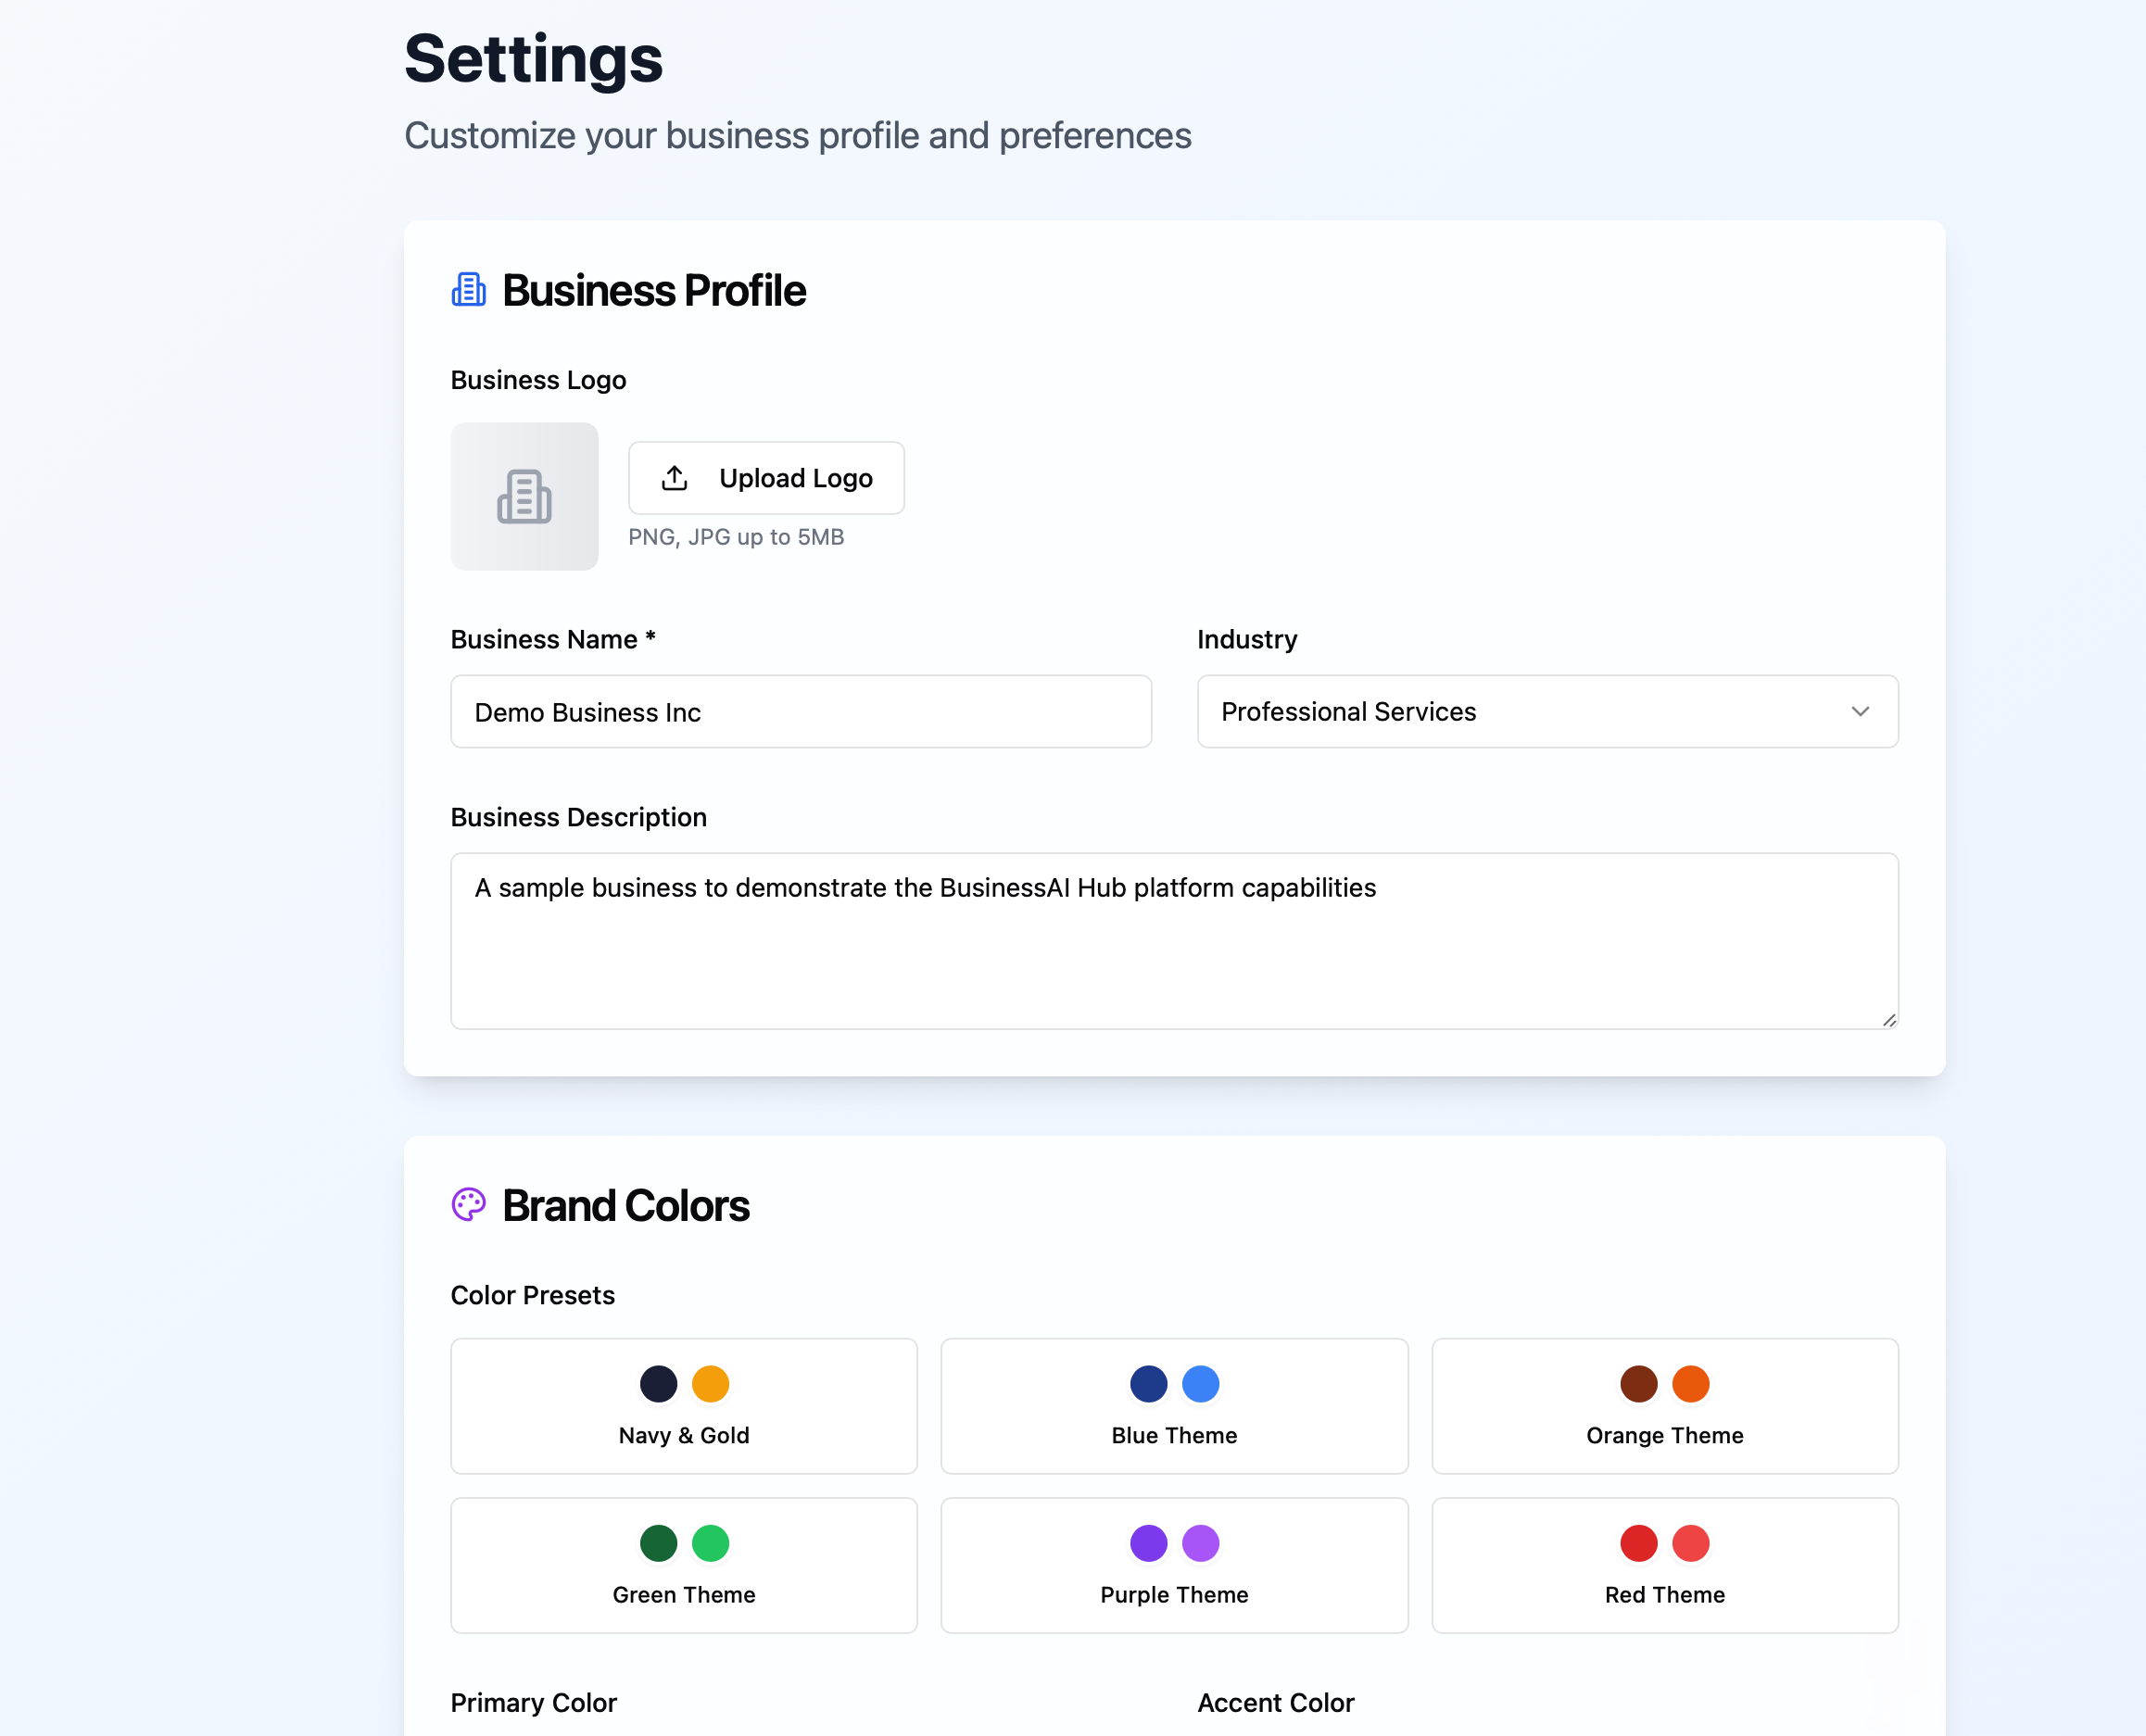 Settings
Customize your business profile and preferences
Business Profile
Business Logo
Upload Logo
PNG, JPG up to 5MB
Business Name *
Industry
Demo Business Inc
Professional Services
Business Description
A sample business to demonstrate the BusinessAI Hub platform capabilities
Brand Colors
Color Presets
Navy & Gold
Blue Theme
Orange Theme
Green Theme
Purple Theme
Red Theme
Primary Color
Accent Color